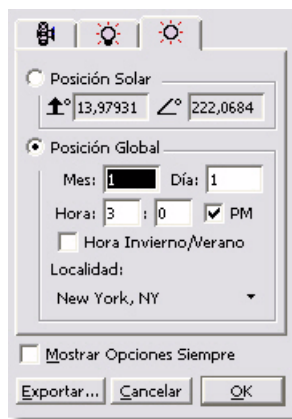 Posición Solar
° 13,97931 ° 222,0684
Posición Global
Mes: 1 Día: 1
Hora: 3 : 0 PM
Hora Invierno/Verano
Localidad:
New York, NY
Mostrar Opciones Siempre
Exportar... Cancelar OK